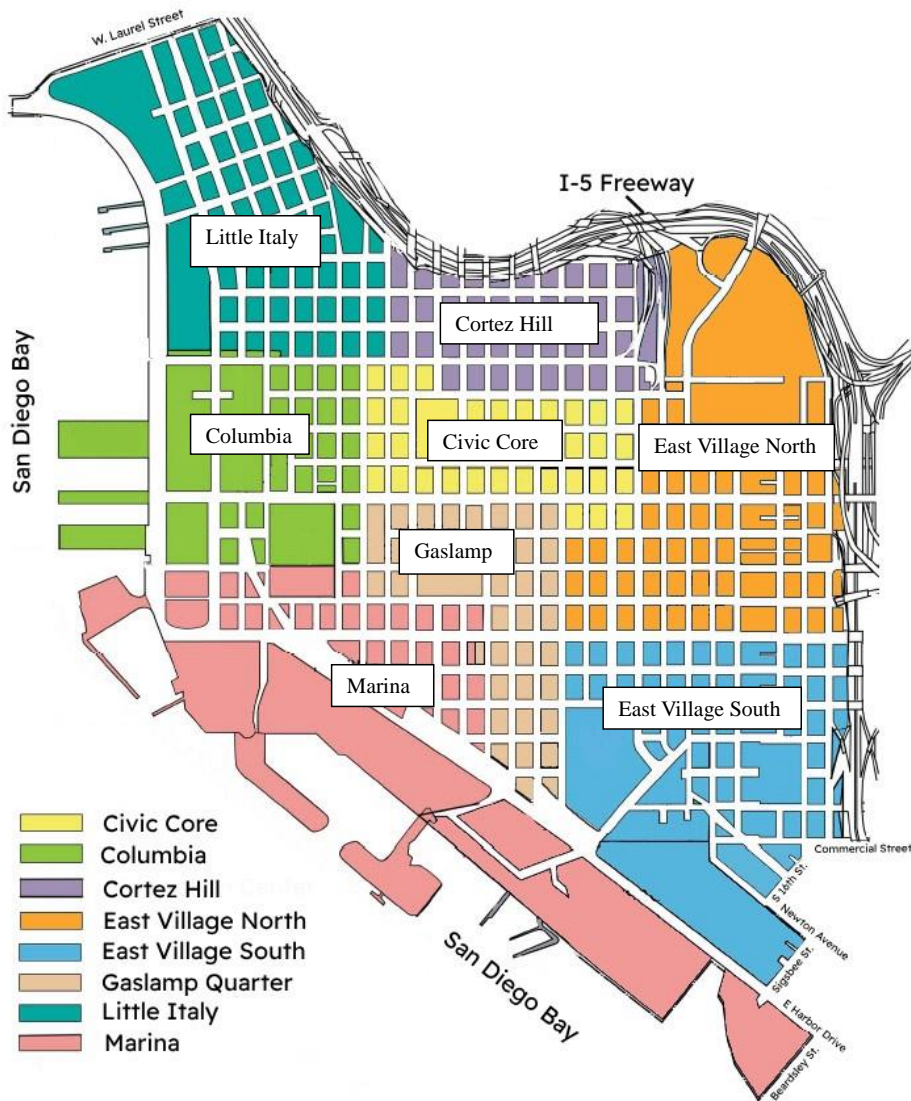 W. Laurel Street
I-5 Freeway
Little Italy
Cortez Hill
San Diego Bay
Columbia
Civic Core
East Village North
Gaslamp
Marina
East Village South
Civic Core
Columbia
Cortez Hill
East Village North
East Village South
Gaslamp Quarter
Little Italy
Marina
Commercial Street
S 16th St.
Newton Avenue
Sigsbee St.
San Diego Bay
E Harbor Drive
Beardsley St.